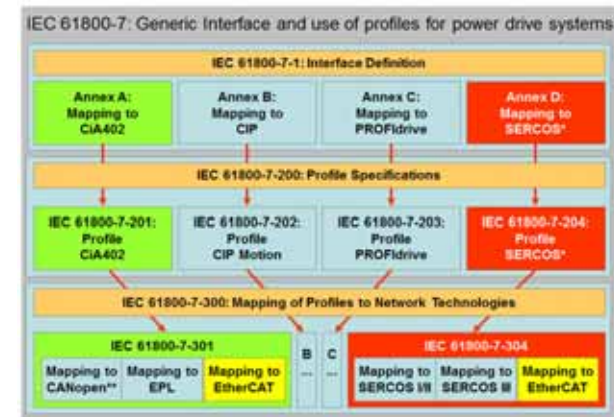 IEC 61800-7: Generic Interface and use of profiles for power drive systems
IEC 61800-7-1: Interface Definition
Annex A:
Mapping to
CiA402
Annex B:
Mapping to
CIP
Annex C:
Mapping to
PROFIdrive
Annex D:
Mapping to
SERCOS*
IEC 61800-7-200: Profile Specifications
IEC 61800-7-201:
Profile
CiA402
IEC 61800-7-202:
Profile
CIP Motion
IEC 61800-7-203:
Profile
PROFIdrive
IEC 61800-7-204:
Profile
SERCOS*
IEC 61800-7-300: Mapping of Profiles to Network Technologies
IEC 61800-7-301
Mapping to
CANopen**
Mapping to
EPL
Mapping to
EtherCAT
B
...
C
...
IEC 61800-7-304
Mapping to
SERCOS I/II
Mapping to
SERCOS III
Mapping to
EtherCAT